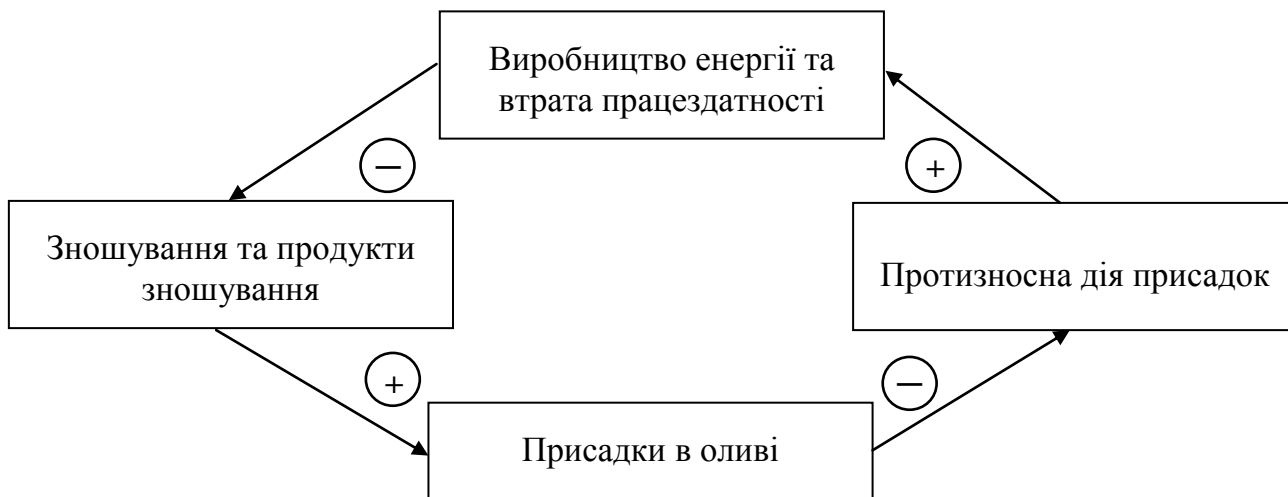 Виробництво енергії та
втрата працездатності
—
+
Зношування та продукти
зношування
Протизносна дія присадок
+
—
Присадки в оливі